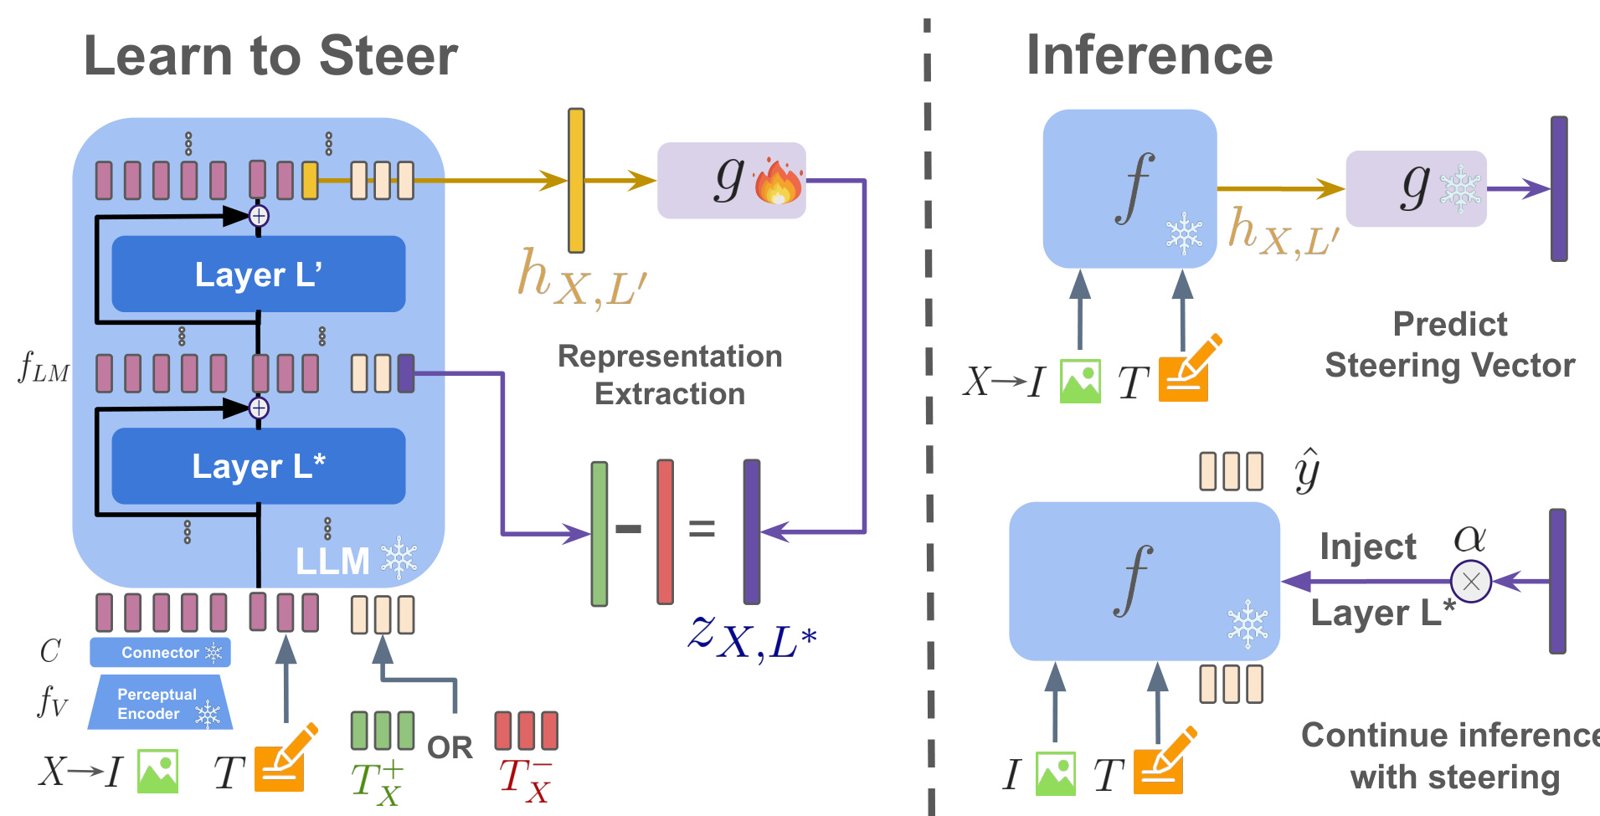 Learn to Steer
Layer L’
Layer L*
LLM
f_{LM}
h_{X,L′}
g
Representation
Extraction
− =
z_{X,L*}
C
Connector
f_V
Perceptual
Encoder
X→I
T
T_X^+
OR
T_X^-
Inference
f
h_{X,L′}
g
X→I
T
Predict
Steering Vector
ŷ
f
Inject
Layer L*
α
×
I
T
Continue inference
with steering